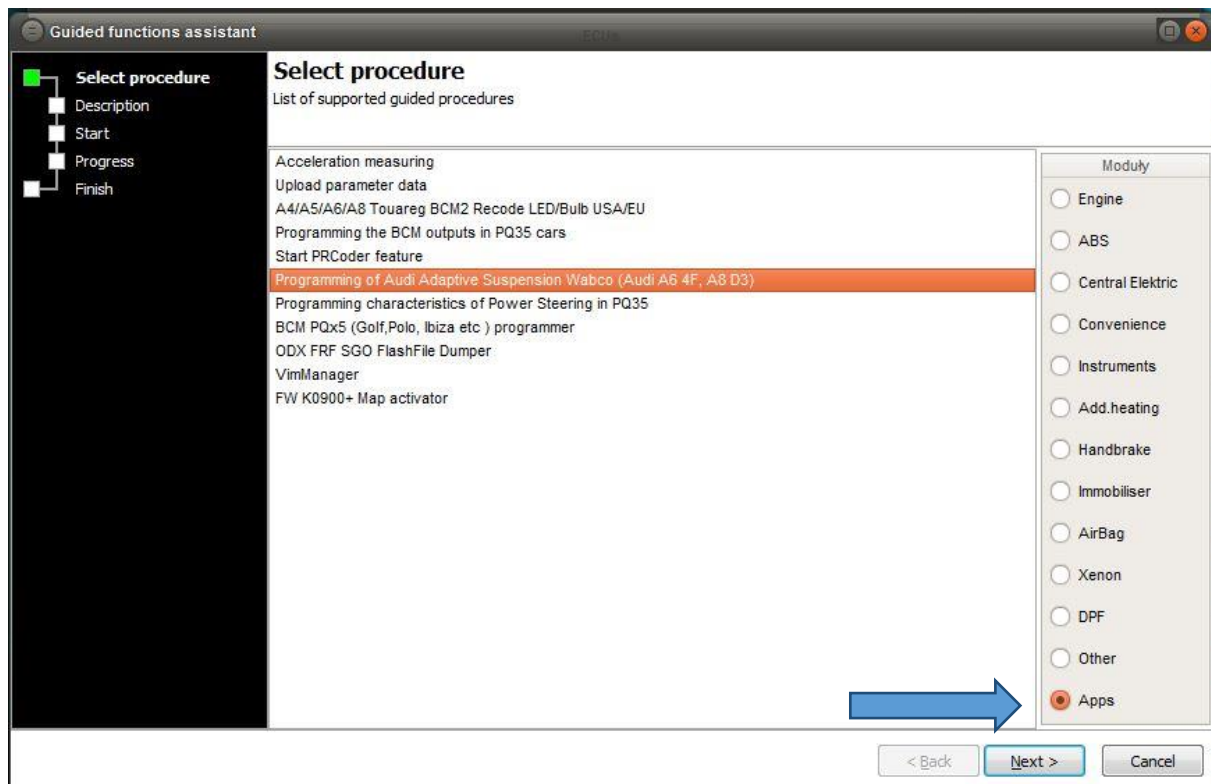 Guided functions assistant
ECUs
Select procedure
Description
Start
Progress
Finish
Select procedure
List of supported guided procedures
Acceleration measuring
Upload parameter data
A4/A5/A6/A8 Touareg BCM2 Recode LED/Bulb USA/EU
Programming the BCM outputs in PQ35 cars
Start PRCoder feature
Programming of Audi Adaptive Suspension Wabco (Audi A6 4F, A8 D3)
Programming characteristics of Power Steering in PQ35
BCM PQx5 (Golf,Polo, Ibiza etc ) programmer
ODX FRF SGO FlashFile Dumper
VimManager
FW K0900+ Map activator
Moduły
Engine
ABS
Central Elektric
Convenience
Instruments
Add.heating
Handbrake
Immobiliser
AirBag
Xenon
DPF
Other
Apps
< Back
Next >
Cancel